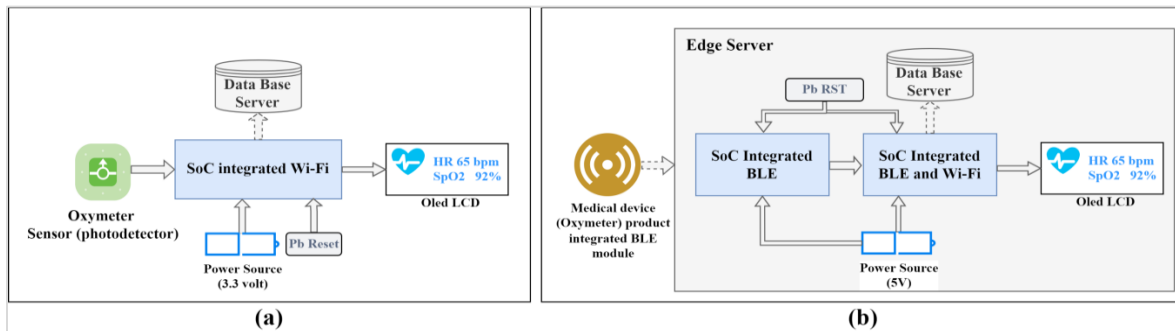 Data Base
Server
SoC integrated Wi-Fi
HR 65 bpm
SpO2 92%
Oled LCD
Oxymeter
Sensor (photodetector)
Pb Reset
Power Source
(3.3 volt)
(a)
Edge Server
Data Base
Server
Pb RST
SoC Integrated
BLE
SoC Integrated
BLE and Wi-Fi
HR 65 bpm
SpO2 92%
Oled LCD
Medical device
(Oxymeter) product
integrated BLE
module
Power Source
(5V)
(b)